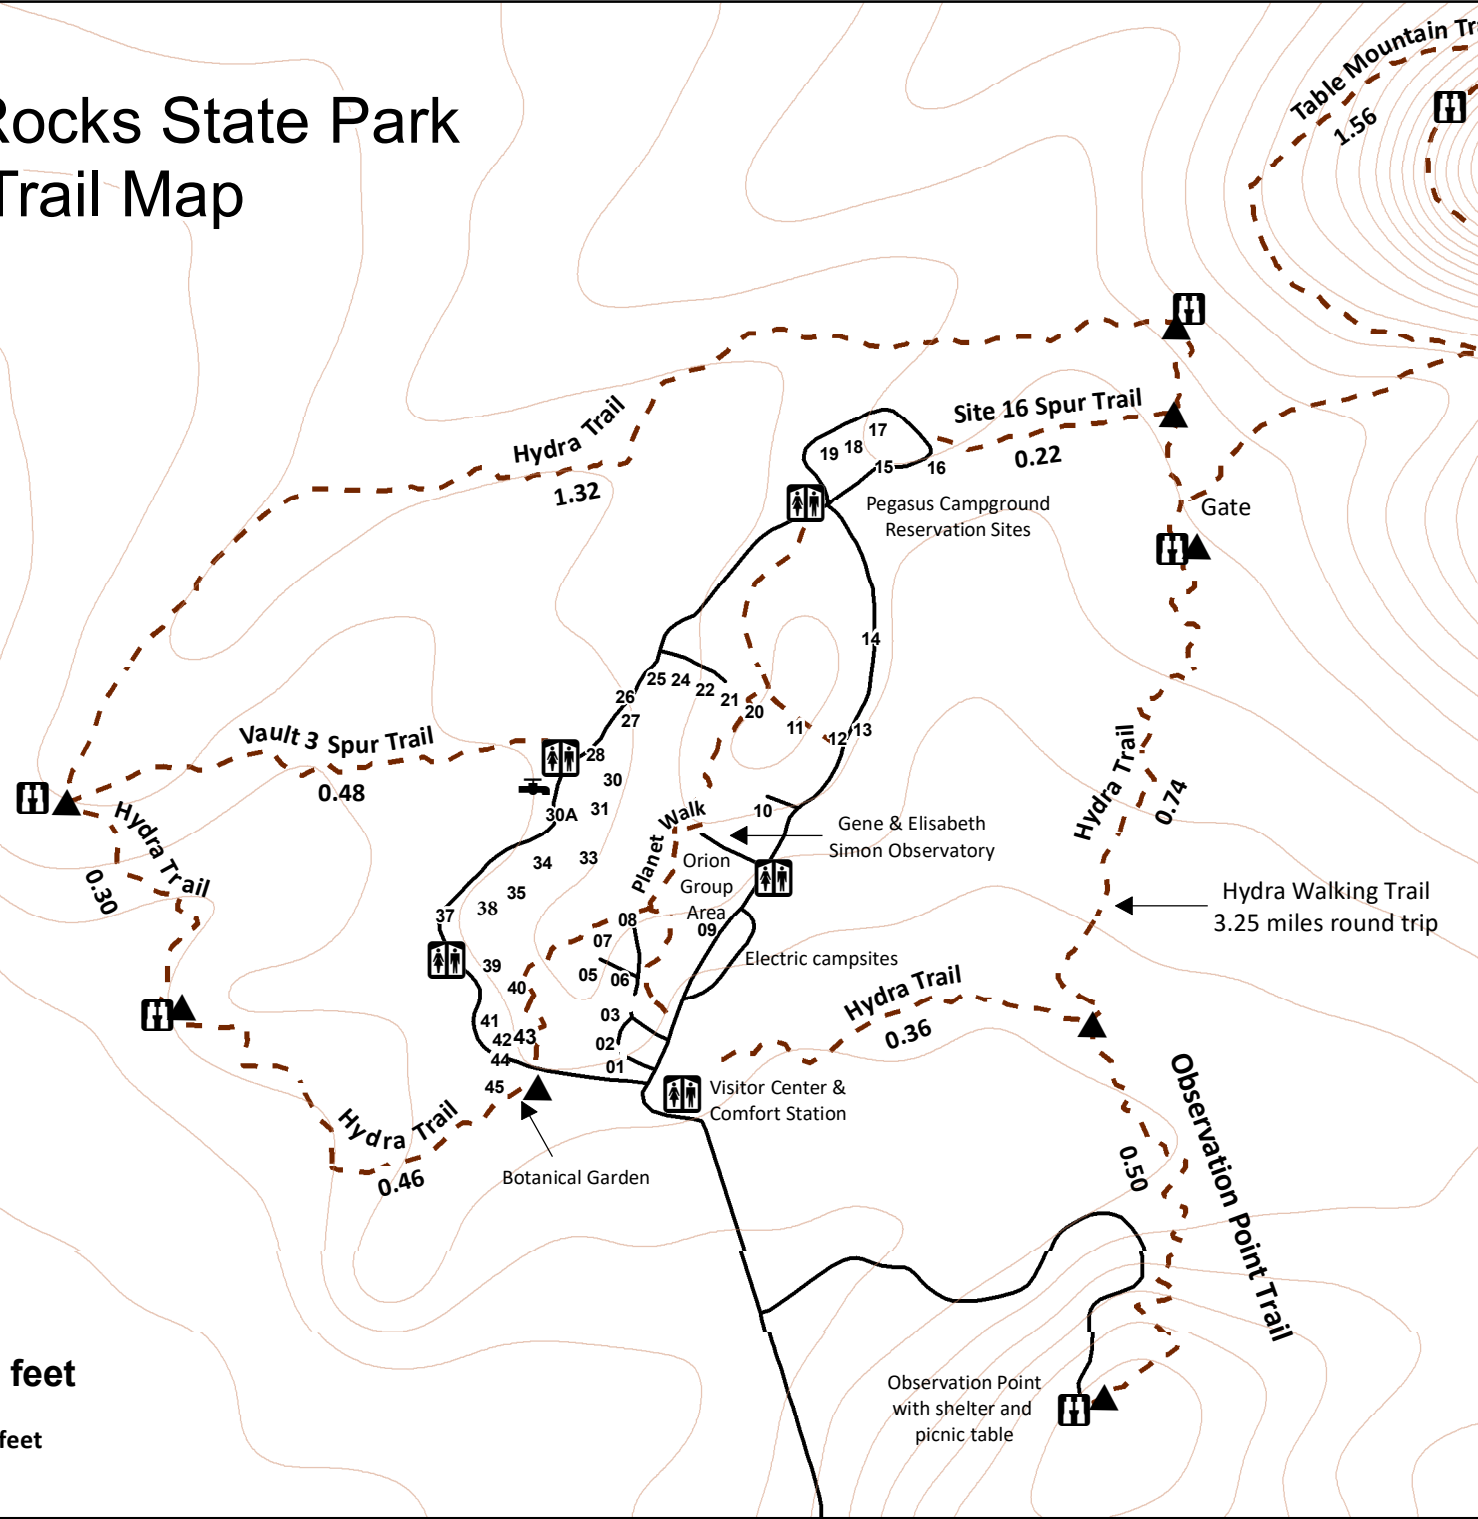 Rocks State Park
Trail Map
Table Mountain
1.56
Hydra Trail
1.32
Site 16 Spur Trail
0.22
17
18
19
15
16
Pegasus Campground
Reservation Sites
Gate
14
25
24
22
21
20
26
27
11
12
13
Vault 3 Spur Trail
0.48
28
30
30A
31
10
Hydra Trail
0.74
Gene & Elisabeth
Simon Observatory
Planet Walk
Orion
Group
Area
09
34
33
35
38
37
Hydra Trail
0.30
Hydra Walking Trail
3.25 miles round trip
08
07
05
06
Electric campsites
39
40
Hydra Trail
0.36
03
02
01
41
42
43
44
45
Visitor Center &
Comfort Station
Observation Point Trail
0.50
Hydra Trail
0.46
Botanical Garden
feet
feet
Observation Point
with shelter and
picnic table